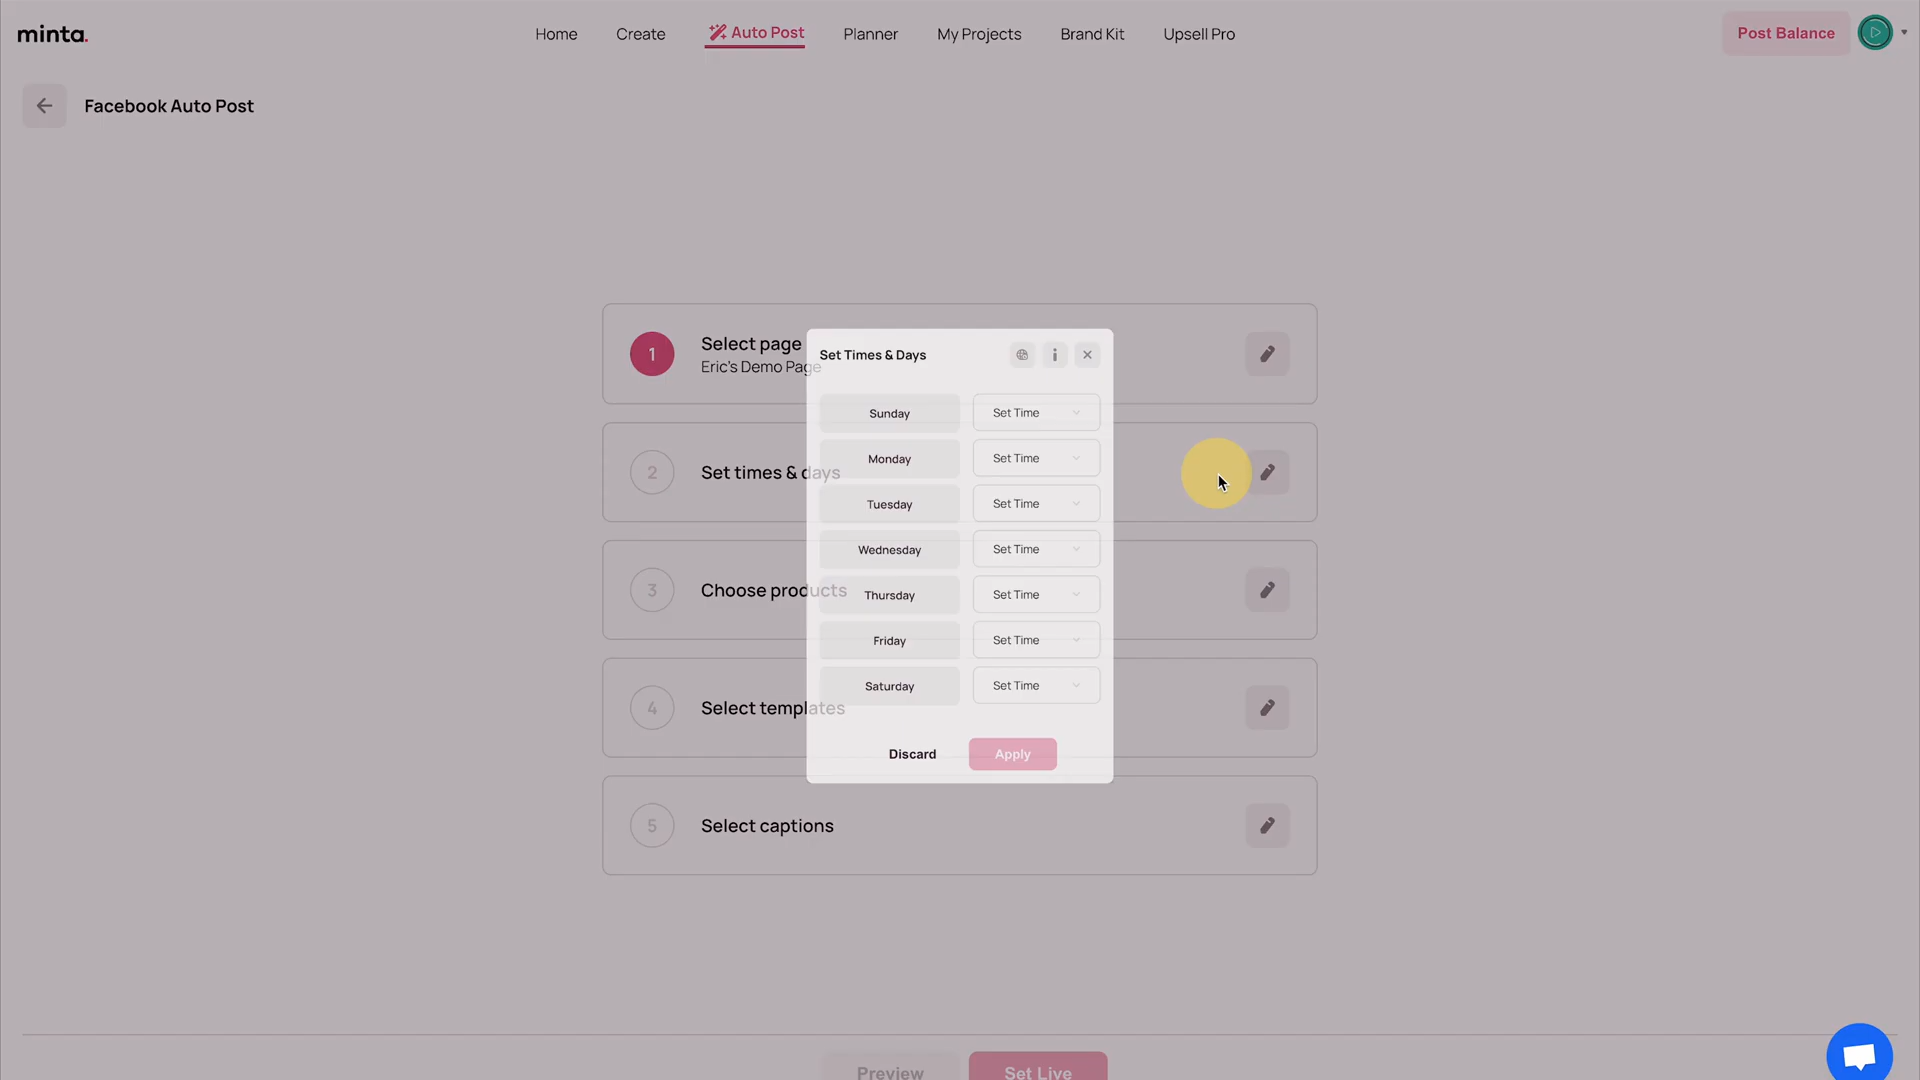 minta.
Home
Create
Auto Post
Planner
My Projects
Brand Kit
Upsell Pro
Post Balance
Facebook Auto Post
1
Select page
Eric's Demo Page
Set Times & Days
Sunday
Set Time
Monday
Set Time
2
Set times & days
Tuesday
Set Time
Wednesday
Set Time
3
Choose products
Thursday
Set Time
Friday
Set Time
Saturday
Set Time
4
Select templates
Discard
Apply
5
Select captions
Preview
Set Live